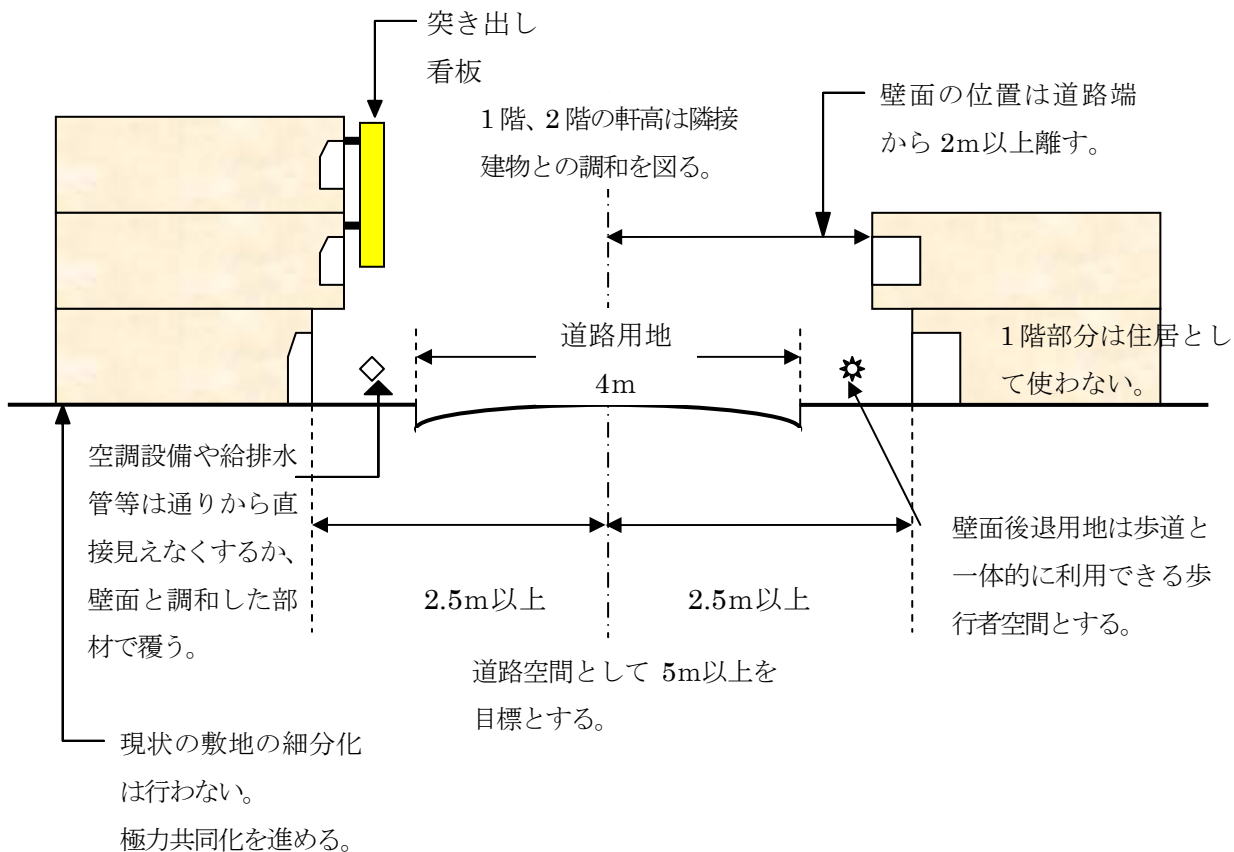 突き出し
看板
1階、2階の軒高は隣接
建物との調和を図る。
壁面の位置は道路端
から 2m以上離す。
道路用地
4m
1階部分は住居とし
て使わない。
空調設備や給排水
管等は通りから直
接見えなくするか、
壁面と調和した部
材で覆う。
2.5m以上
2.5m以上
壁面後退用地は歩道と
一体的に利用できる歩
行者空間とする。
道路空間として 5m以上を
目標とする。
現状の敷地の細分化
は行わない。
極力共同化を進める。